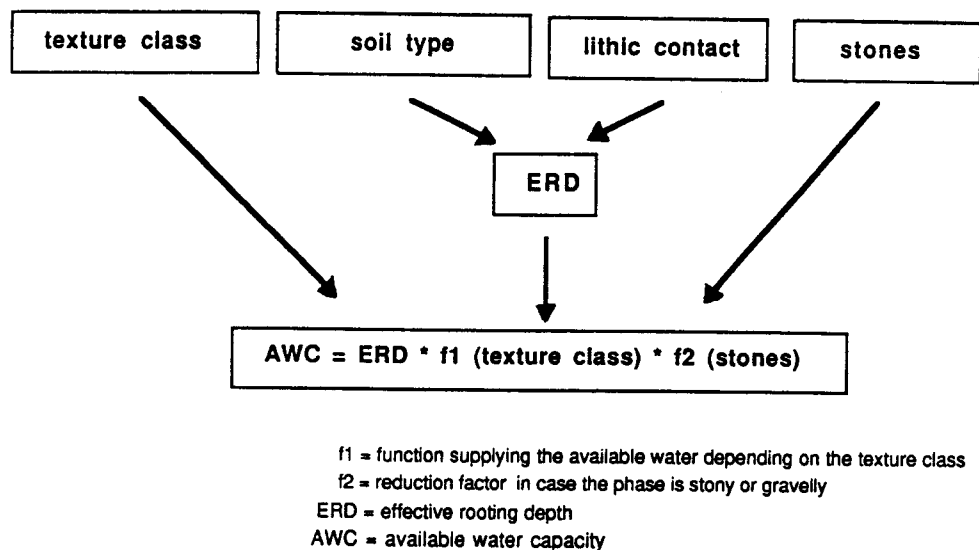 texture class
soil type
lithic contact
stones
ERD
AWC = ERD * f1 (texture class) * f2 (stones)
f1 = function supplying the available water depending on the texture class
f2 = reduction factor in case the phase is stony or gravelly
ERD = effective rooting depth
AWC = available water capacity